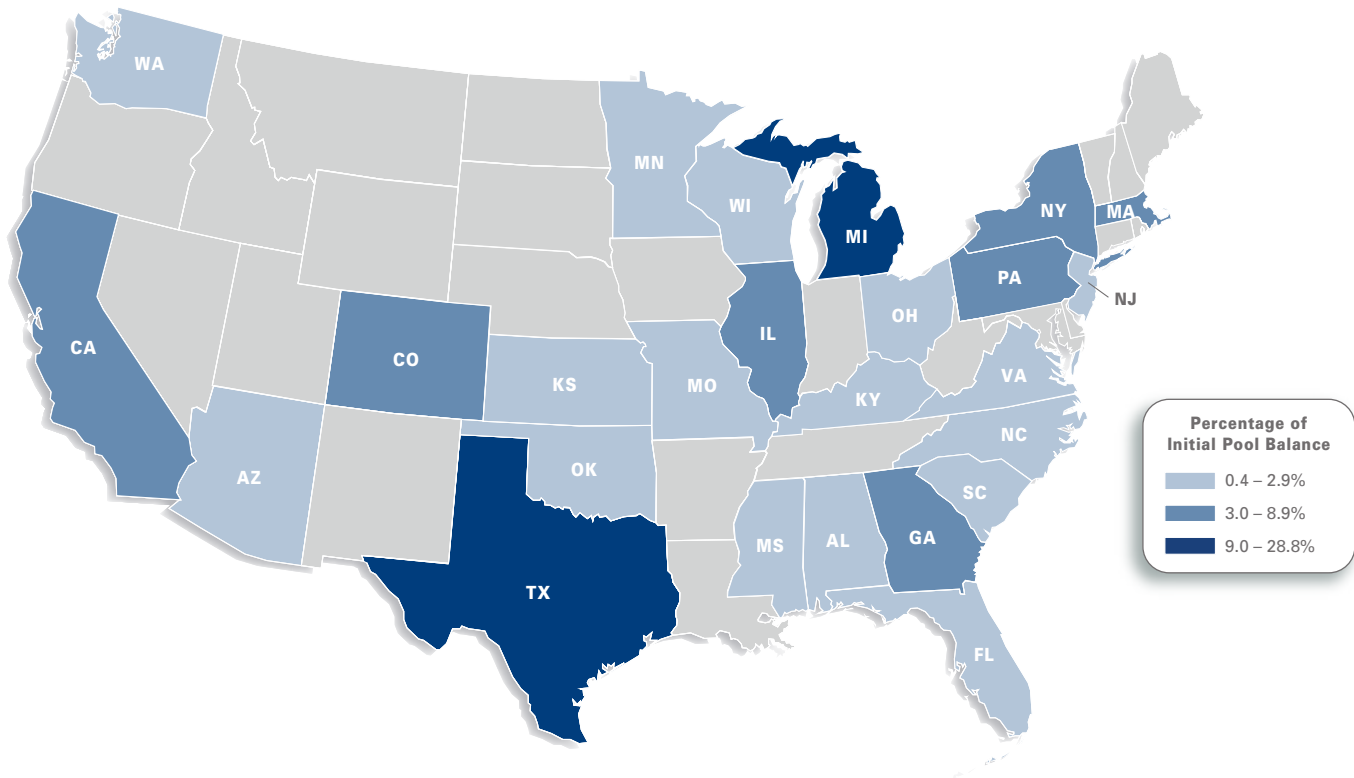 WA
MN
WI
MI
NY
MA
PA
NJ
OH
IL
CA
CO
KS
MO
KY
VA
NC
AZ
OK
SC
MS
AL
GA
TX
FL
Percentage of
Initial Pool Balance
0.4 – 2.9%
3.0 – 8.9%
9.0 – 28.8%